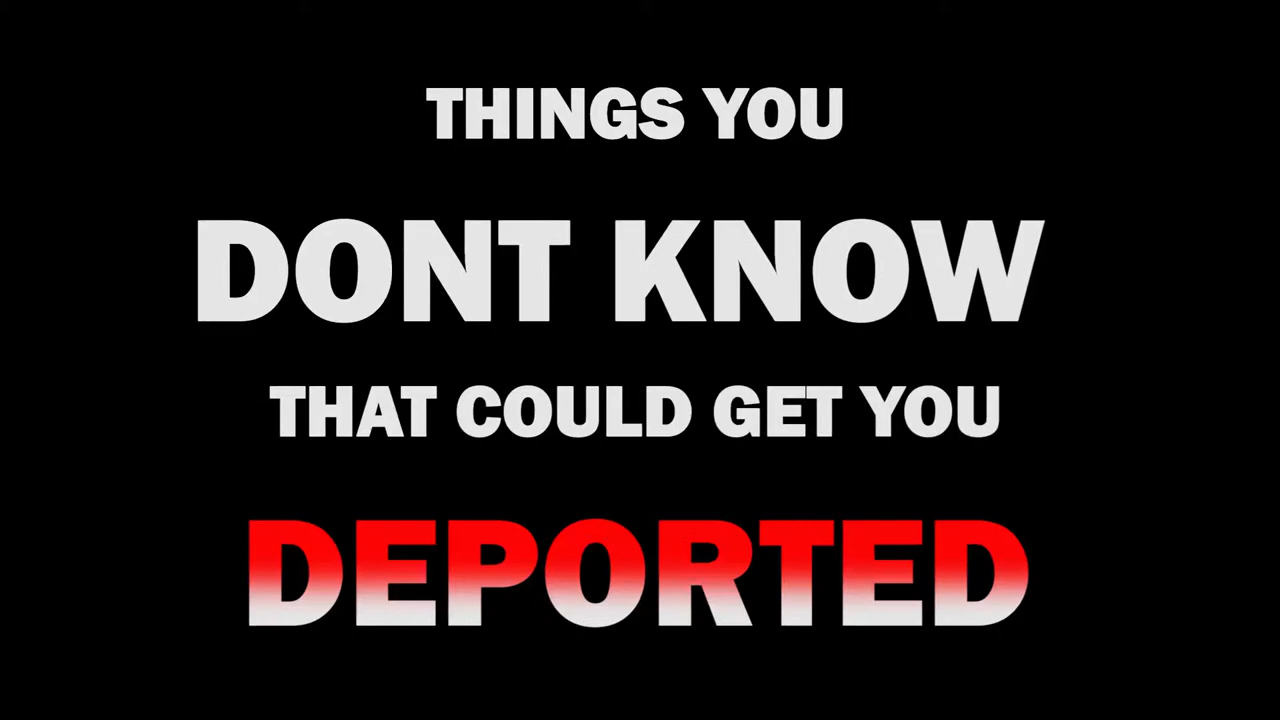 THINGS YOU
DONT KNOW
THAT COULD GET YOU
DEPORTED